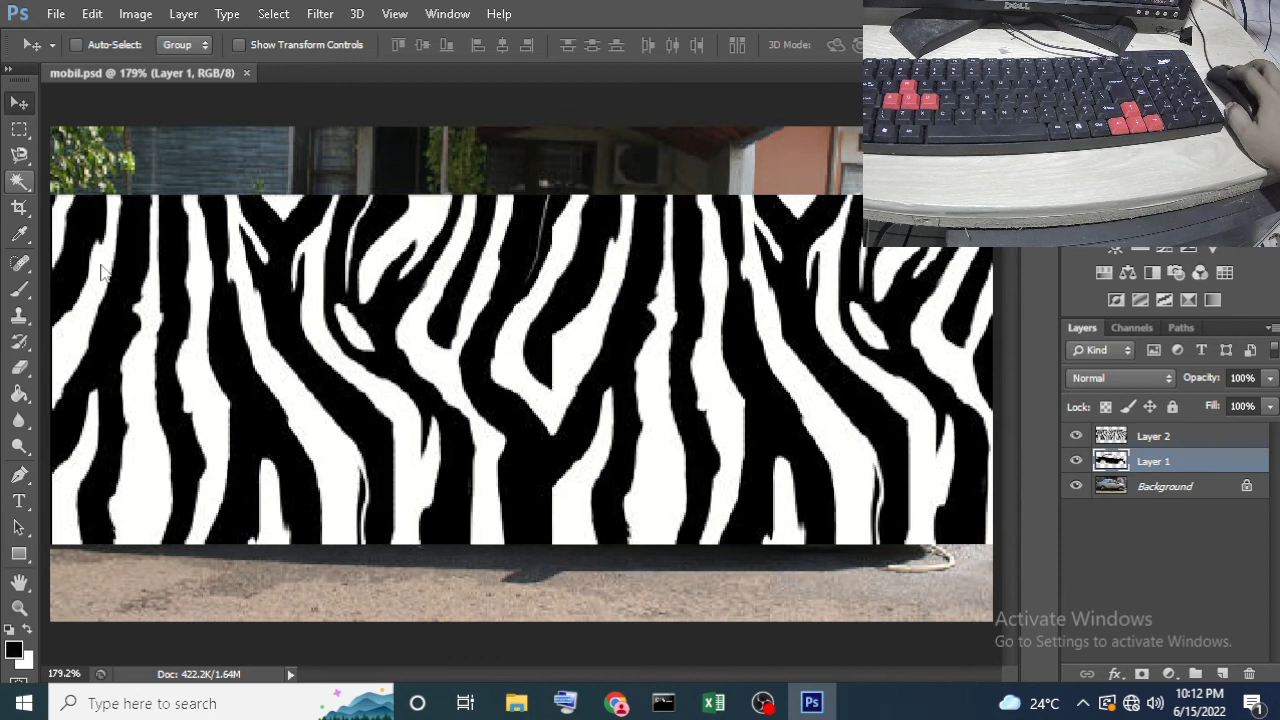 Ps File Edit Image Layer Type Select Filter 3D View Window Help
Auto-Select: Group Show Transform Controls 3D Mode:
mobil.psd @ 179% (Layer 1, RGB/8) ×
DELL
Layers Channels Paths
Kind
Normal Opacity: 100%
Lock: Fill: 100%
Layer 2
Layer 1
Background
Activate Windows
Go to Settings to activate Windows.
179.2% Doc: 422.2K/1.64M
fx
Type here to search
Ps
24°C
10:12 PM
6/15/2022